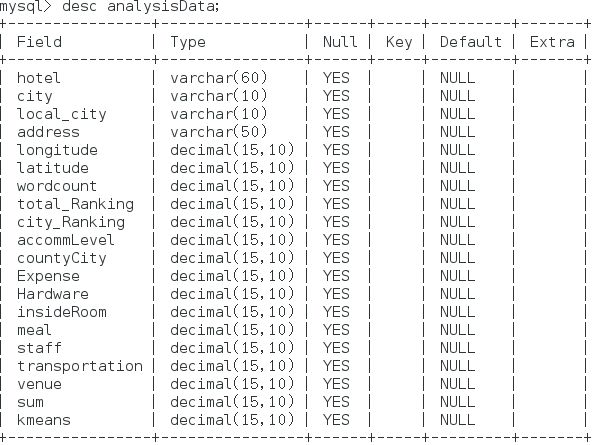 mysql> desc analysisData;
+----------------+----------------+------+-----+---------+-------+
| Field          | Type           | Null | Key | Default | Extra |
+----------------+----------------+------+-----+---------+-------+
| hotel          | varchar(60)    | YES  |     | NULL    |       |
| city           | varchar(10)    | YES  |     | NULL    |       |
| local_city     | varchar(10)    | YES  |     | NULL    |       |
| address        | varchar(50)    | YES  |     | NULL    |       |
| longitude      | decimal(15,10) | YES  |     | NULL    |       |
| latitude       | decimal(15,10) | YES  |     | NULL    |       |
| wordcount      | decimal(15,10) | YES  |     | NULL    |       |
| total_Ranking  | decimal(15,10) | YES  |     | NULL    |       |
| city_Ranking   | decimal(15,10) | YES  |     | NULL    |       |
| accommLevel    | decimal(15,10) | YES  |     | NULL    |       |
| countyCity     | decimal(15,10) | YES  |     | NULL    |       |
| Expense        | decimal(15,10) | YES  |     | NULL    |       |
| Hardware       | decimal(15,10) | YES  |     | NULL    |       |
| insideRoom     | decimal(15,10) | YES  |     | NULL    |       |
| meal           | decimal(15,10) | YES  |     | NULL    |       |
| staff          | decimal(15,10) | YES  |     | NULL    |       |
| transportation | decimal(15,10) | YES  |     | NULL    |       |
| venue          | decimal(15,10) | YES  |     | NULL    |       |
| sum            | decimal(15,10) | YES  |     | NULL    |       |
| kmeans         | decimal(15,10) | YES  |     | NULL    |       |
+----------------+----------------+------+-----+---------+-------+